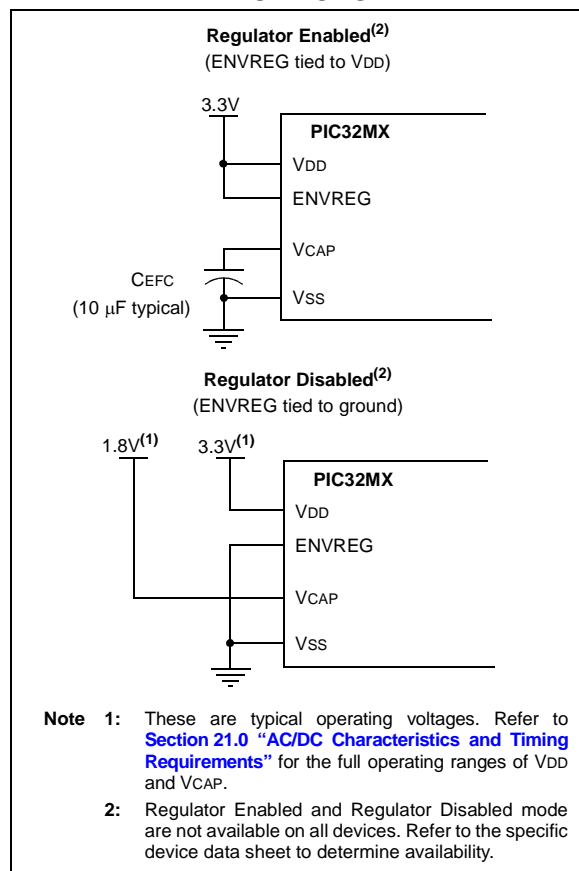 Regulator Enabled(2)
(ENVREG tied to VDD)
3.3V
PIC32MX
VDD
ENVREG
VCAP
CEFC
(10 μF typical)
VSS
Regulator Disabled(2)
(ENVREG tied to ground)
1.8V(1) 3.3V(1)
PIC32MX
VDD
ENVREG
VCAP
VSS
Note 1: These are typical operating voltages. Refer to
Section 21.0 “AC/DC Characteristics and Timing
Requirements” for the full operating ranges of VDD
and VCAP.
2: Regulator Enabled and Regulator Disabled mode
are not available on all devices. Refer to the specific
device data sheet to determine availability.